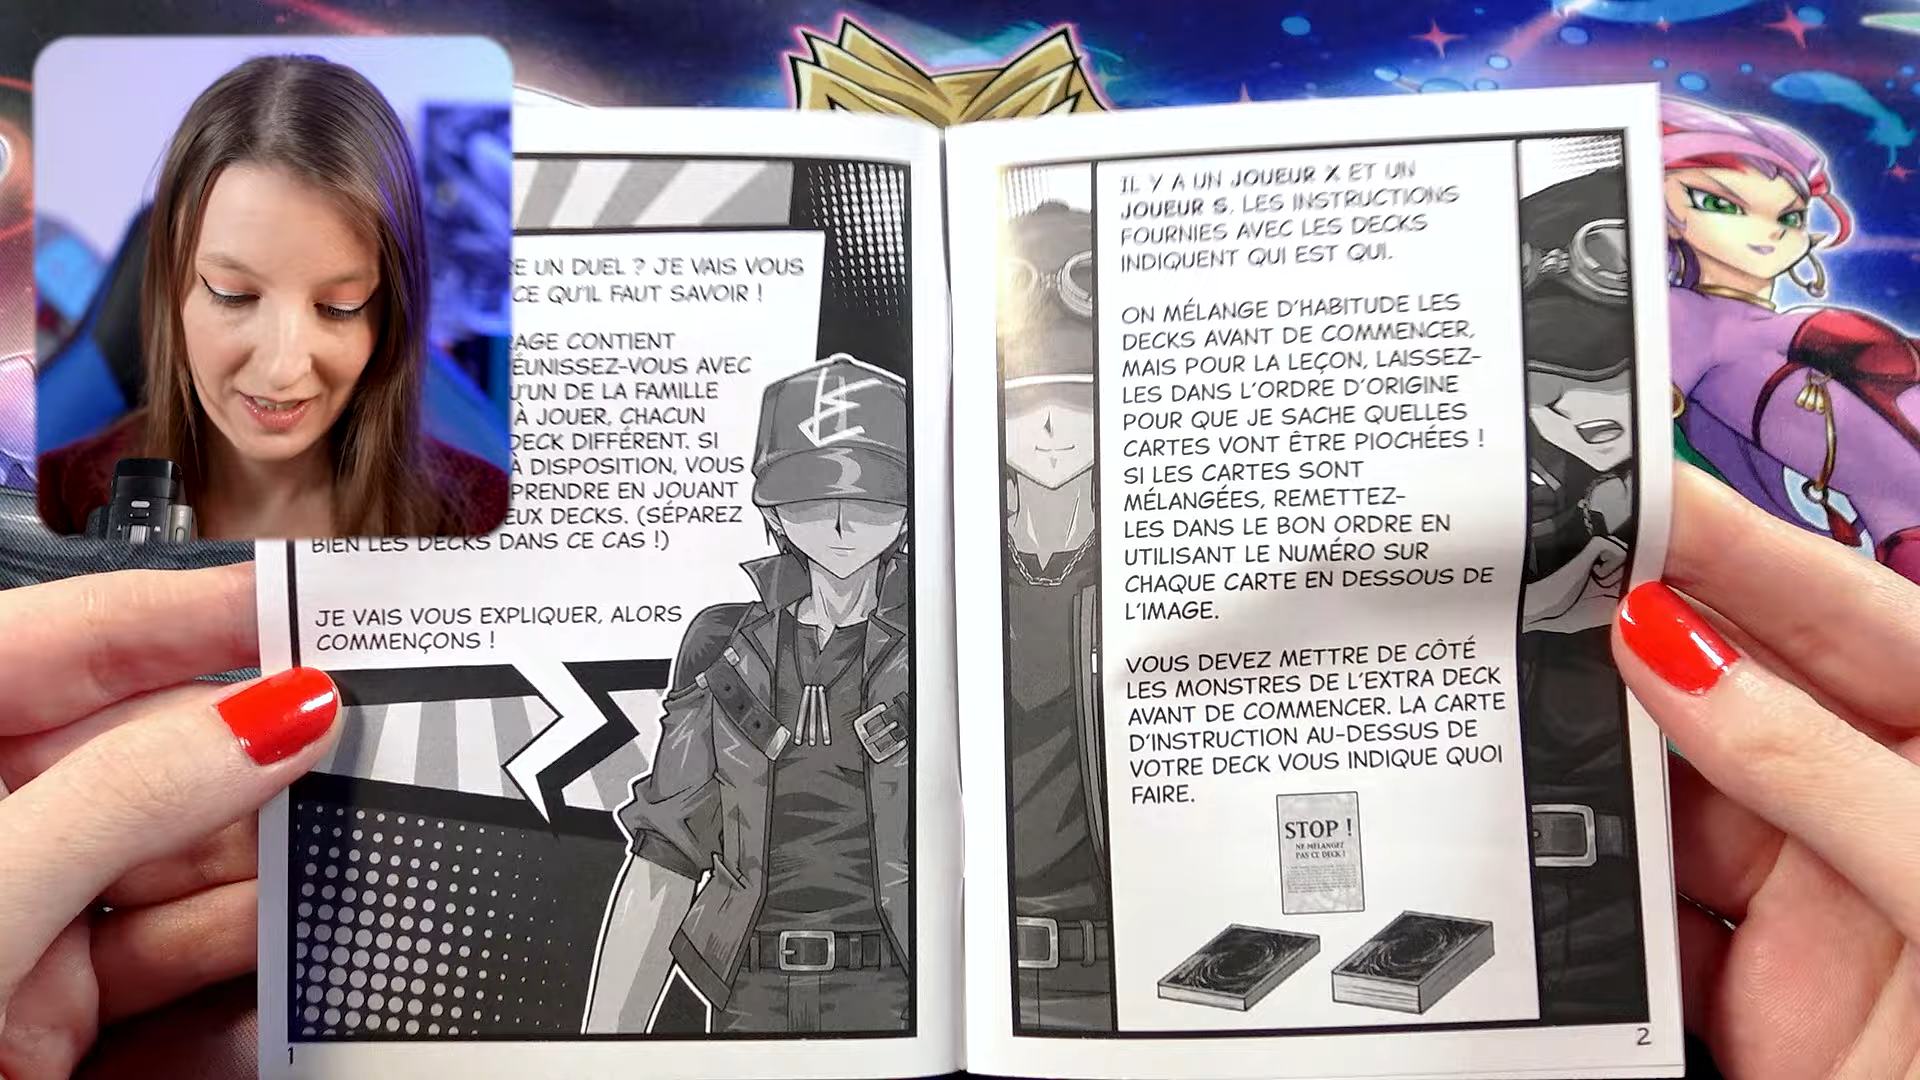 RE UN DUEL ? JE VAIS VOUS
CE QU'IL FAUT SAVOIR !
RAGE CONTIENT
ÉUNISSEZ-VOUS AVEC
U'UN DE LA FAMILLE
À JOUER, CHACUN
DECK DIFFÉRENT. SI
À DISPOSITION, VOUS
PRENDRE EN JOUANT
EUX DECKS. (SÉPAREZ
BIEN LES DECKS DANS CE CAS !)
JE VAIS VOUS EXPLIQUER, ALORS
COMMENÇONS !
1
IL Y A UN JOUEUR X ET UN
JOUEUR S. LES INSTRUCTIONS
FOURNIES AVEC LES DECKS
INDIQUENT QUI EST QUI.
ON MÉLANGE D'HABITUDE LES
DECKS AVANT DE COMMENCER,
MAIS POUR LA LEÇON, LAISSEZ-
LES DANS L'ORDRE D'ORIGINE
POUR QUE JE SACHE QUELLES
CARTES VONT ÊTRE PIOCHÉES !
SI LES CARTES SONT
MÉLANGÉES, REMETTEZ-
LES DANS LE BON ORDRE EN
UTILISANT LE NUMÉRO SUR
CHAQUE CARTE EN DESSOUS DE
L'IMAGE.
VOUS DEVEZ METTRE DE CÔTÉ
LES MONSTRES DE L'EXTRA DECK
AVANT DE COMMENCER. LA CARTE
D'INSTRUCTION AU-DESSUS DE
VOTRE DECK VOUS INDIQUE QUOI
FAIRE.
STOP !
NE MÉLANGEZ
PAS CE DECK !
2